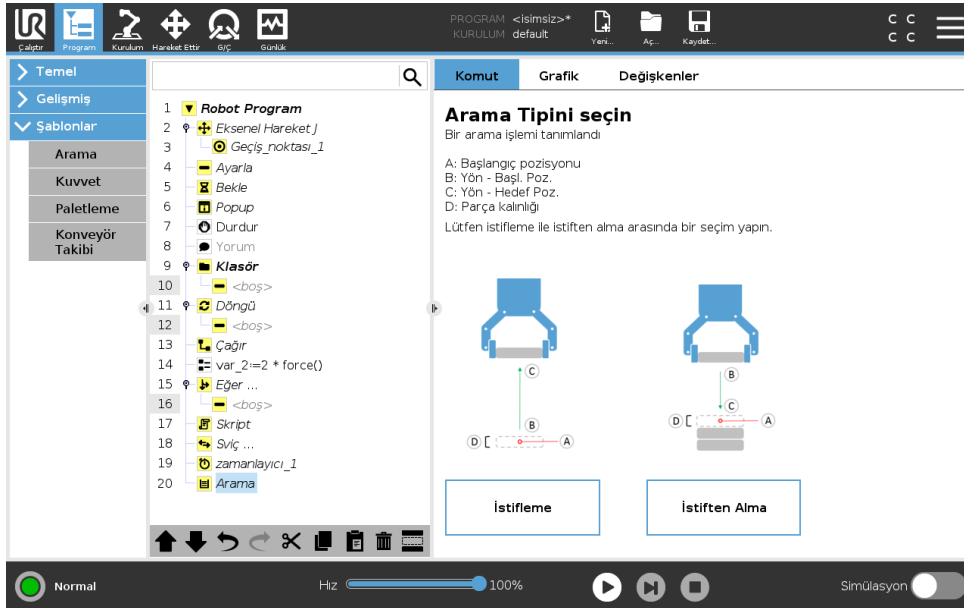 UR
PROGRAM <isimsiz>*
KURULUM default
C C
C C
Çalıştır
Program
Kurulum
Hareket Ettir
G/Ç
Günlük
Yeni...
Aç...
Kaydet...
Temel
Gelişmiş
Şablonlar
Arama
Kuvvet
Paletleme
Konveyör
Takibi
1 Robot Program
2 Eksenel Hareket J
3 Geçiş_noktası_1
4 Ayarla
5 Bekle
6 Popup
7 Durdur
8 Yorum
9 Klasör
10 <boş>
11 Döngü
12 <boş>
13 Çağır
14 var_2:=2 * force()
15 Eğer ...
16 <boş>
17 Skript
18 Sviç ...
19 zamanlayıcı_1
20 Arama
Komut
Grafik
Değişkenler
Arama Tipini seçin
Bir arama işlemi tanımlandı
A: Başlangıç pozisyonu
B: Yön - Başl. Poz.
C: Yön - Hedef Poz.
D: Parça kalınlığı
Lütfen istifleme ile istiften alma arasında bir seçim yapın.
C
B
D
A
B
C
D
A
İstifleme
İstiften Alma
Normal
Hız
100%
Simülasyon